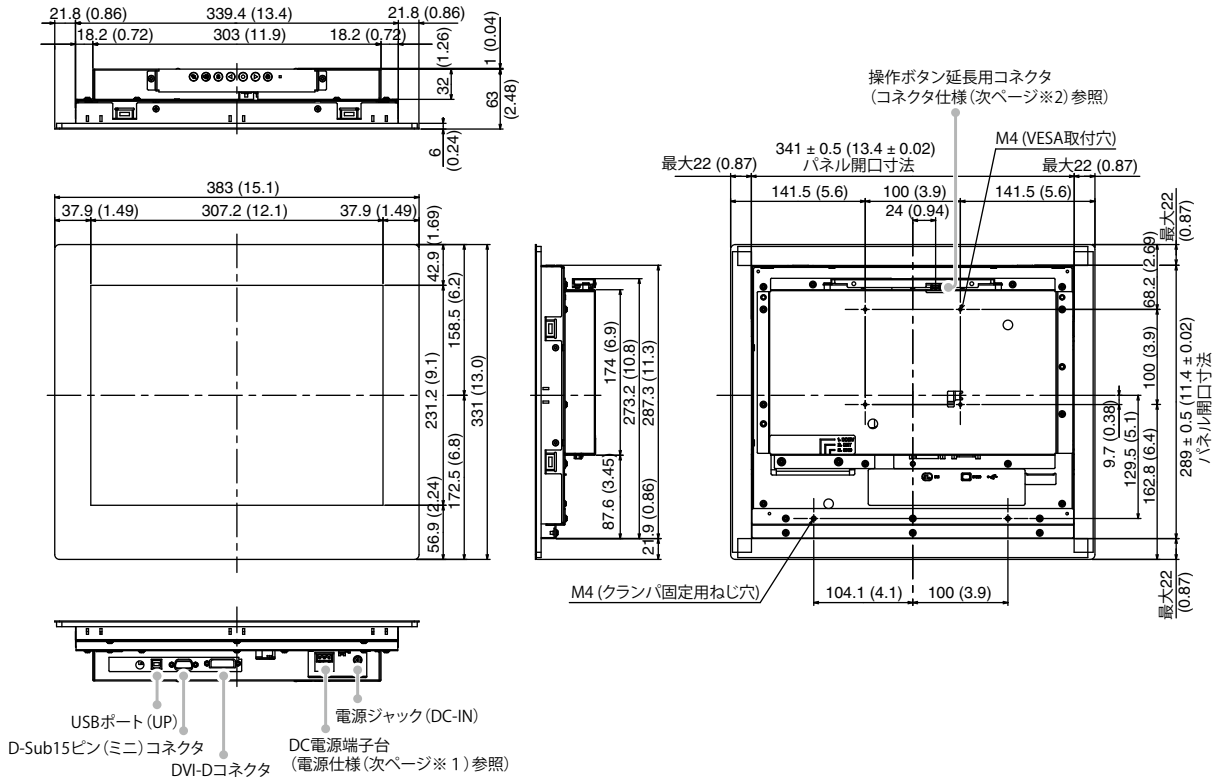 21.8 (0.86) 339.4 (13.4) 21.8 (0.86)
18.2 (0.72) 303 (11.9) 18.2 (0.72)
1 (0.04)
32
(1.26)
63
(2.48)
6
(0.24)
383 (15.1)
37.9 (1.49) 307.2 (12.1) 37.9 (1.49)
42.9 (1.69)
158.5 (6.2)
231.2 (9.1)
331 (13.0)
172.5 (6.8)
56.9 (2.24)
174 (6.9)
273.2 (10.8)
287.3 (11.3)
87.6 (3.45)
21.9 (0.86)
操作ボタン延長用コネクタ
(コネクタ仕様(次ページ※2)参照)
M4 (VESA取付穴)
341 ± 0.5 (13.4 ± 0.02)
最大22 (0.87) パネル開口寸法 最大22 (0.87)
141.5 (5.6) 100 (3.9) 141.5 (5.6)
24 (0.94)
最大22
(0.87)
68.2 (2.69)
100 (3.9)
9.7 (0.38)
129.5 (5.1)
162.8 (6.4)
289 ± 0.5 (11.4 ± 0.02)
パネル開口寸法
最大22
(0.87)
M4 (クランパ固定用ねじ穴)
104.1 (4.1) 100 (3.9)
USBポート(UP)
D-Sub15ピン(ミニ)コネクタ
DVI-Dコネクタ
電源ジャック(DC-IN)
DC電源端子台
(電源仕様(次ページ※1)参照)